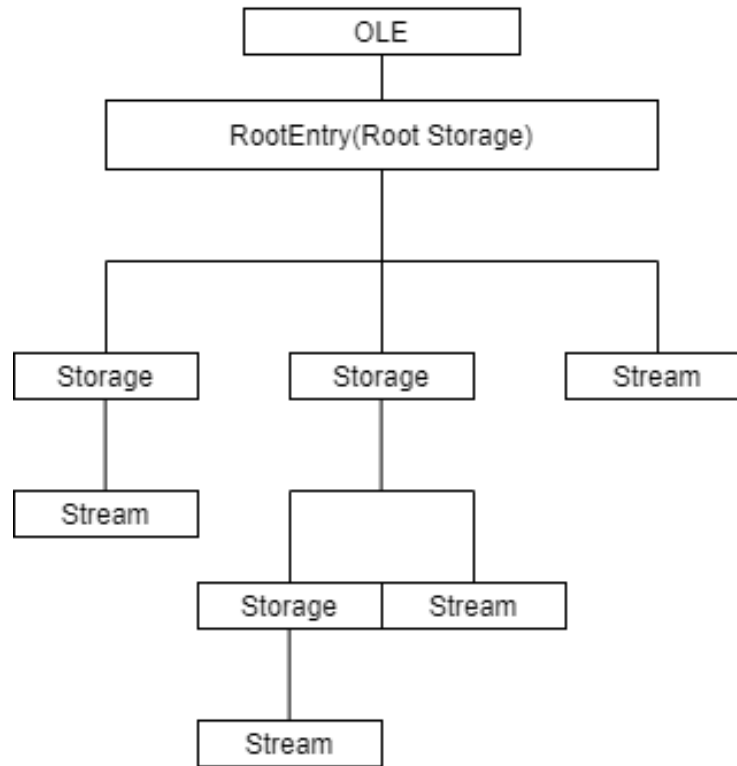 OLE
RootEntry(Root Storage)
Storage
Storage
Stream
Stream
Storage
Stream
Stream